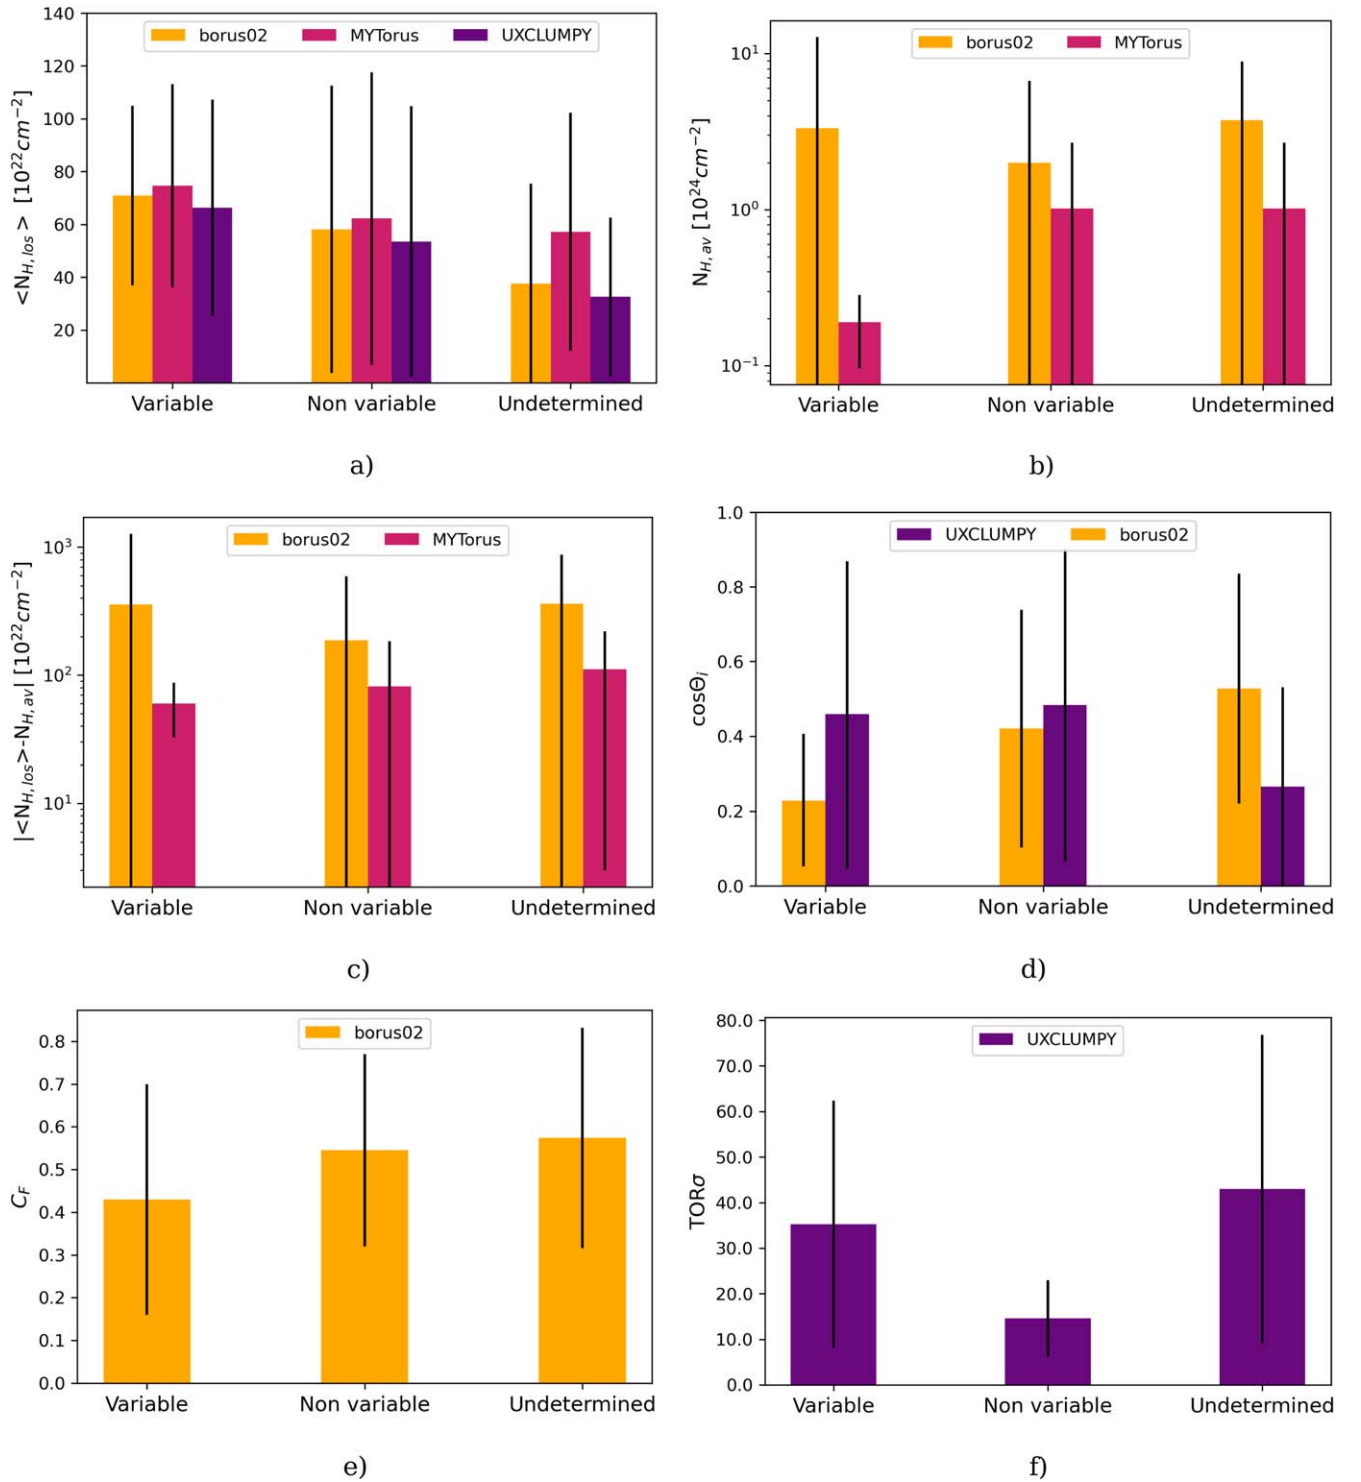 borus02 MYTorus UXCLUMPY
<N_{H,los}> [10^{22}cm^{-2}]
140
120
100
80
60
40
20
Variable Non variable Undetermined
a)
borus02 MYTorus
N_{H,av} [10^{24}cm^{-2}]
10^1
10^0
10^{-1}
Variable Non variable Undetermined
b)
borus02 MYTorus
|<N_{H,los}>-N_{H,av}| [10^{22}cm^{-2}]
10^3
10^2
10^1
Variable Non variable Undetermined
c)
UXCLUMPY borus02
cosΘ_i
1.0
0.8
0.6
0.4
0.2
0.0
Variable Non variable Undetermined
d)
borus02
C_F
0.8
0.7
0.6
0.5
0.4
0.3
0.2
0.1
0.0
Variable Non variable Undetermined
e)
UXCLUMPY
TORσ
80.0
70.0
60.0
50.0
40.0
30.0
20.0
10.0
0.0
Variable Non variable Undetermined
f)